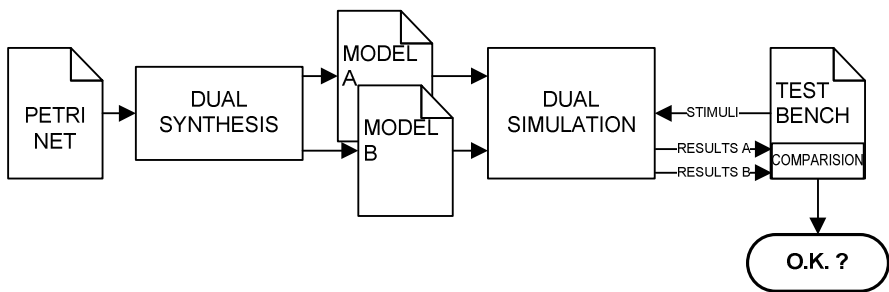 PETRI
NET
DUAL
SYNTHESIS
MODEL
A
MODEL
B
DUAL
SIMULATION
STIMULI
RESULTS A
RESULTS B
TEST
BENCH
COMPARISION
O.K. ?